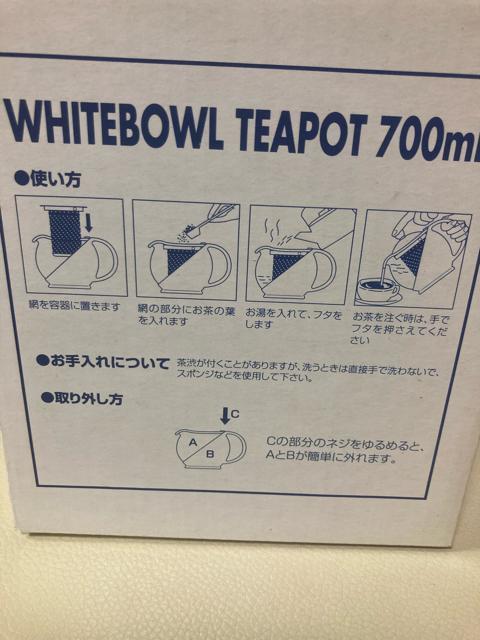 WHITEBOWL TEAPOT 700ml
●使い方
網を容器に置きます
網の部分にお茶の葉
を入れます
お湯を入れて、フタを
します
お茶を注ぐ時は、手で
フタを押さえてくだ
さい
●お手入れについて 茶渋が付くことがありますが、洗うときは直接手で洗わないで、
スポンジなどを使用して下さい。
●取り外し方
C
A
B
Cの部分のネジをゆるめると、
AとBが簡単に外れます。